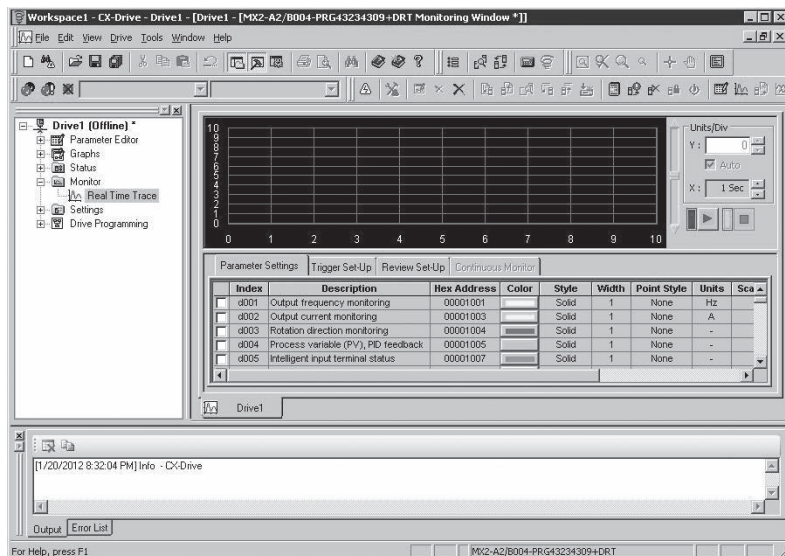 Workspace1 - CX-Drive - Drive1 - [Drive1 - [MX2-A2/B004-PRG43234309+DRT Monitoring Window *]]
File Edit View Drive Tools Window Help
Drive1 (Offline) *
Parameter Editor
Graphs
Status
Monitor
Real Time Trace
Settings
Drive Programming
10
9
8
7
6
5
4
3
2
1
0
0 1 2 3 4 5 6 7 8 9 10
Units/Div
Y : 0
Auto
X : 1 Sec
Parameter Settings Trigger Set-Up Review Set-Up Continuous Monitor
Index Description Hex Address Color Style Width Point Style Units Sca
d001 Output frequency monitoring 00001001 Solid 1 None Hz
d002 Output current monitoring 00001003 Solid 1 None A
d003 Rotation direction monitoring 00001004 Solid 1 None -
d004 Process variable (PV), PID feedback 00001005 Solid 1 None -
d005 Intelligent input terminal status 00001007 Solid 1 None -
Drive1
[1/20/2012 8:32:04 PM] Info - CX-Drive
Output Error List
For Help, press F1
MX2-A2/B004-PRG43234309+DRT